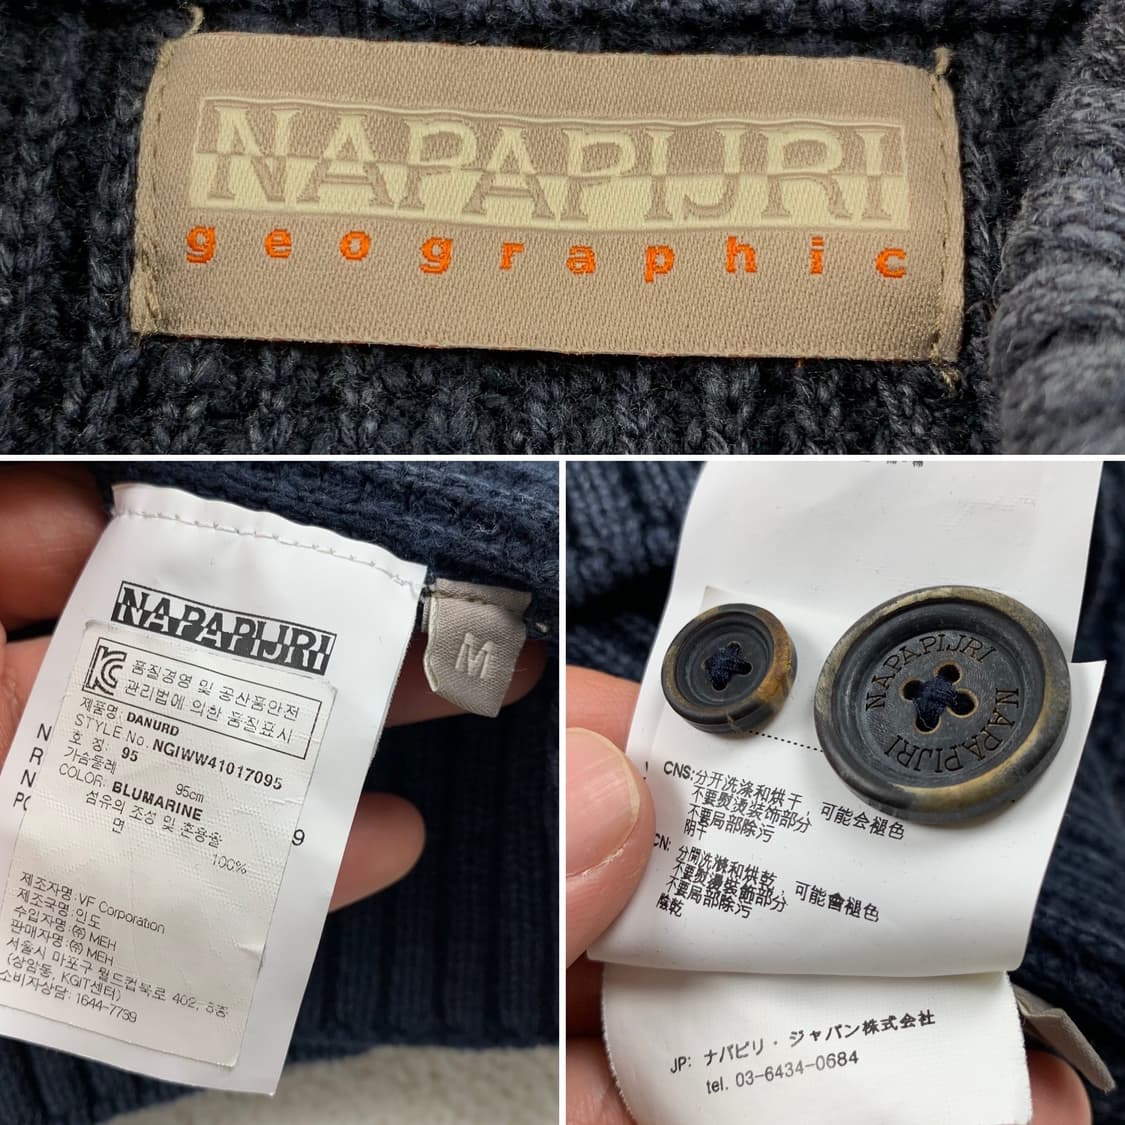 NAPAPIJRI
geographic
NAPAPIJRI
M
품질경영 및 공산품안전
관리법에 의한 품질표시
제품명: DANURD
STYLE No. NGIWW41017095
호 칭: 95
가슴둘레 95cm
COLOR: BLUMARINE
섬유의 조성 및 혼용율
면 100%
제조자명: VF Corporation
제조국명: 인도
수입자명: ㈜ MEH
판매자명: ㈜ MEH
서울시 마포구 월드컵북로 402, 5층
(상암동, KGIT센터)
소비자상담: 1644-7739
N
R
N
9
NAPAPIJRI
NAPAPIJRI
NAPAPIJRI
CNS:分开洗涤和烘干, 可能会褪色
不要熨烫装饰部分
不要局部除污
阴干
CN: 分開洗滌和烘乾, 可能會褪色
不要熨燙裝飾部分
不要局部除污
陰乾
JP: ナパピリ・ジャパン株式会社
tel. 03-6434-0684